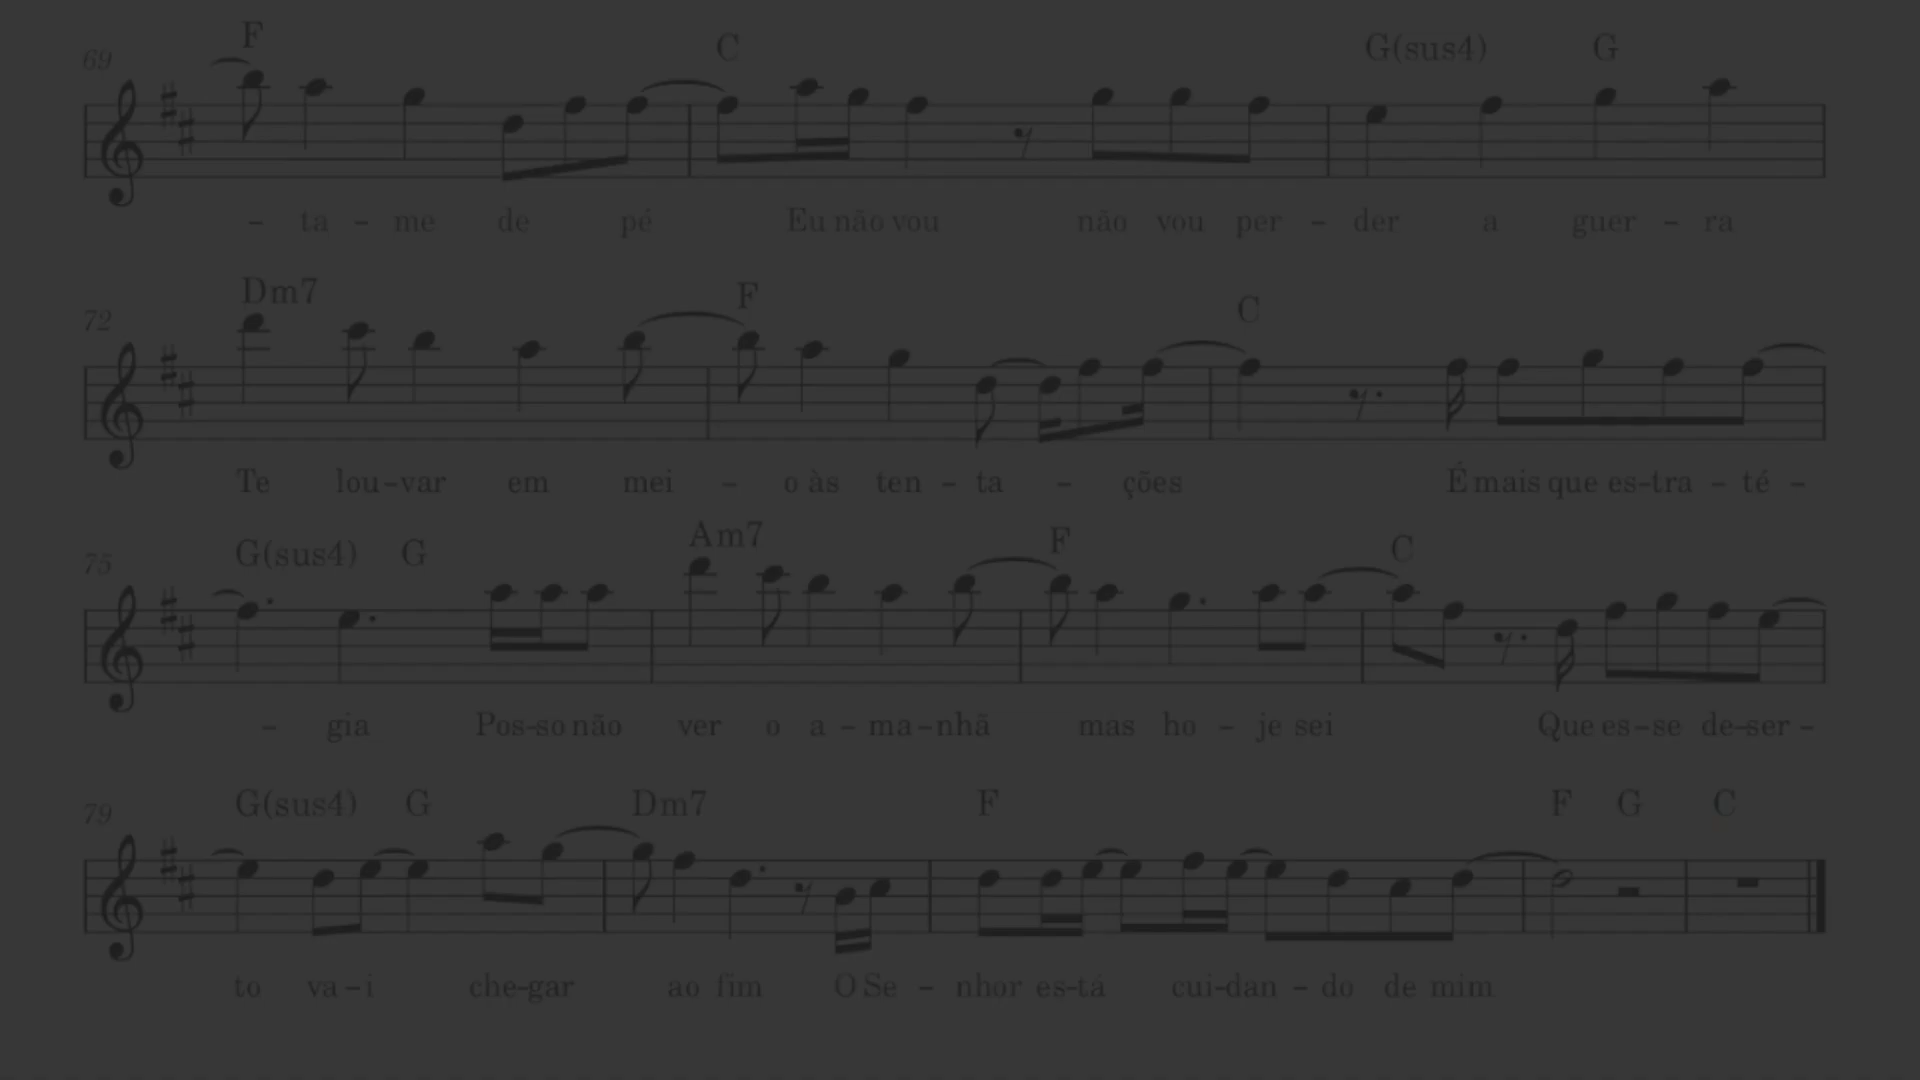 69 F C G(sus4) G
– ta – me de pé Eu não vou não vou per – der a guer – ra
72 Dm7 F C
Te lou–var em mei – o às ten – ta – ções É mais que es–tra – té –
75 G(sus4) G Am7 F C
– gia Pos–so não ver o a – ma–nhã mas ho – je sei Que es–se de–ser –
79 G(sus4) G Dm7 F F G C
to va–i che–gar ao fim O Se – nhor es–tá cui–dan – do de mim